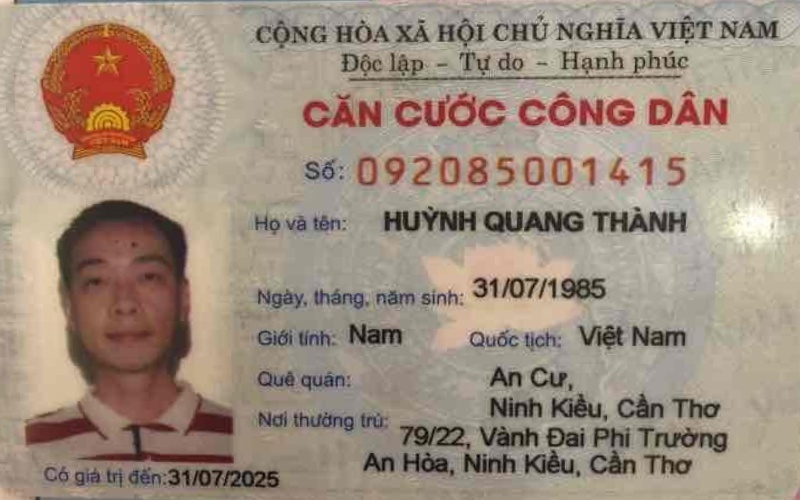 CỘNG HÒA XÃ HỘI CHỦ NGHĨA VIỆT NAM
Độc lập - Tự do - Hạnh phúc
CĂN CƯỚC CÔNG DÂN
Số: 092085001415
Họ và tên: HUỲNH QUANG THÀNH
Ngày, tháng, năm sinh: 31/07/1985
Giới tính: Nam Quốc tịch: Việt Nam
Quê quán: An Cư,
Ninh Kiều, Cần Thơ
Nơi thường trú: 79/22, Vành Đai Phi Trường
An Hòa, Ninh Kiều, Cần Thơ
Có giá trị đến: 31/07/2025
VIỆT NAM